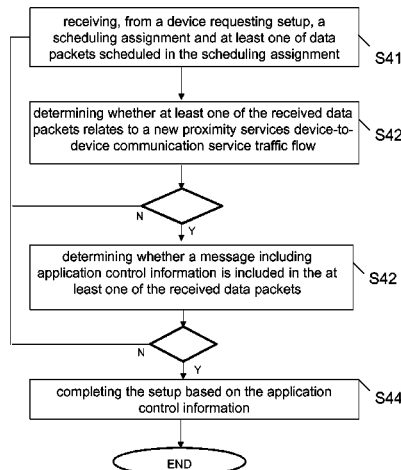 receiving, from a device requesting setup, a
scheduling assignment and at least one of data
packets scheduled in the scheduling assignment
S41
determining whether at least one of the received data
packets relates to a new proximity services device-to-
device communication service traffic flow
S42
N
Y
determining whether a message including
application control information is included in the at
least one of the received data packets
S42
N
Y
completing the setup based on the application
control information
S44
END